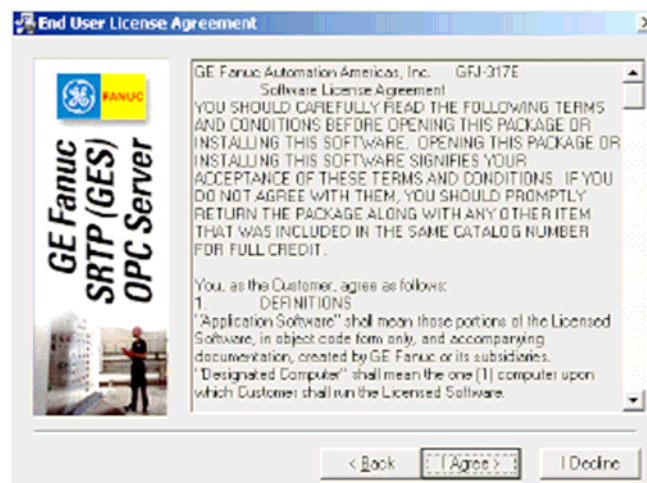 End User License Agreement
GE Fanuc
SRTP (GES)
OPC Server
FANUC
GE Fanuc Automation Americas, Inc. GFJ-317E
Software License Agreement
YOU SHOULD CAREFULLY READ THE FOLLOWING TERMS
AND CONDITIONS BEFORE OPENING THIS PACKAGE OR
INSTALLING THIS SOFTWARE. OPENING THIS PACKAGE OR
INSTALLING THIS SOFTWARE SIGNIFIES YOUR
ACCEPTANCE OF THESE TERMS AND CONDITIONS. IF YOU
DO NOT AGREE WITH THEM, YOU SHOULD PROMPTLY
RETURN THE PACKAGE ALONG WITH ANY OTHER ITEM
THAT WAS INCLUDED IN THE SAME CATALOG NUMBER
FOR FULL CREDIT.
You, as the Customer, agree as follows:
1. DEFINITIONS
"Application Software" shall mean those portions of the Licensed
Software, in object code form only, and accompanying
documentation, created by GE Fanuc or its subsidiaries.
"Designated Computer" shall mean the one (1) computer upon
which Customer shall run the Licensed Software.
< Back
I Agree >
I Decline